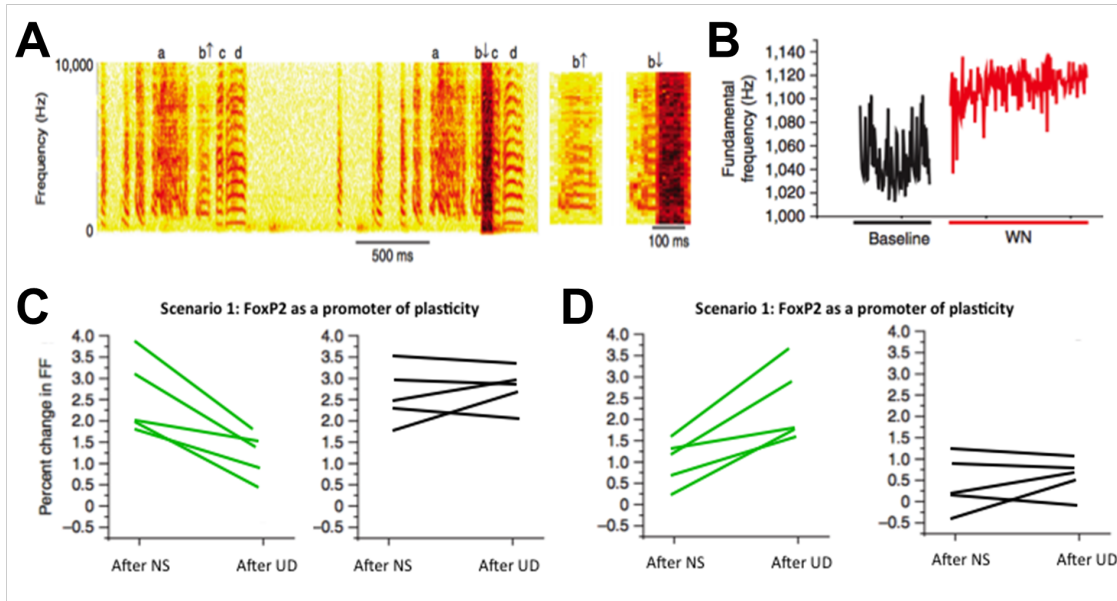 A
a b↑ c d a b↓ c d b↑ b↓
10,000
Frequency (Hz)
0
500 ms
100 ms
B
1,140
1,120
1,100
1,080
1,060
1,040
1,020
1,000
Fundamental
frequency (Hz)
Baseline WN
C
Scenario 1: FoxP2 as a promoter of plasticity
Percent change in FF
4.0
3.5
3.0
2.5
2.0
1.5
1.0
0.5
0
–0.5
After NS After UD
4.0
3.5
3.0
2.5
2.0
1.5
1.0
0.5
0
–0.5
After NS After UD
D
Scenario 1: FoxP2 as a promoter of plasticity
4.0
3.5
3.0
2.5
2.0
1.5
1.0
0.5
0
–0.5
After NS After UD
4.0
3.5
3.0
2.5
2.0
1.5
1.0
0.5
0
–0.5
After NS After UD